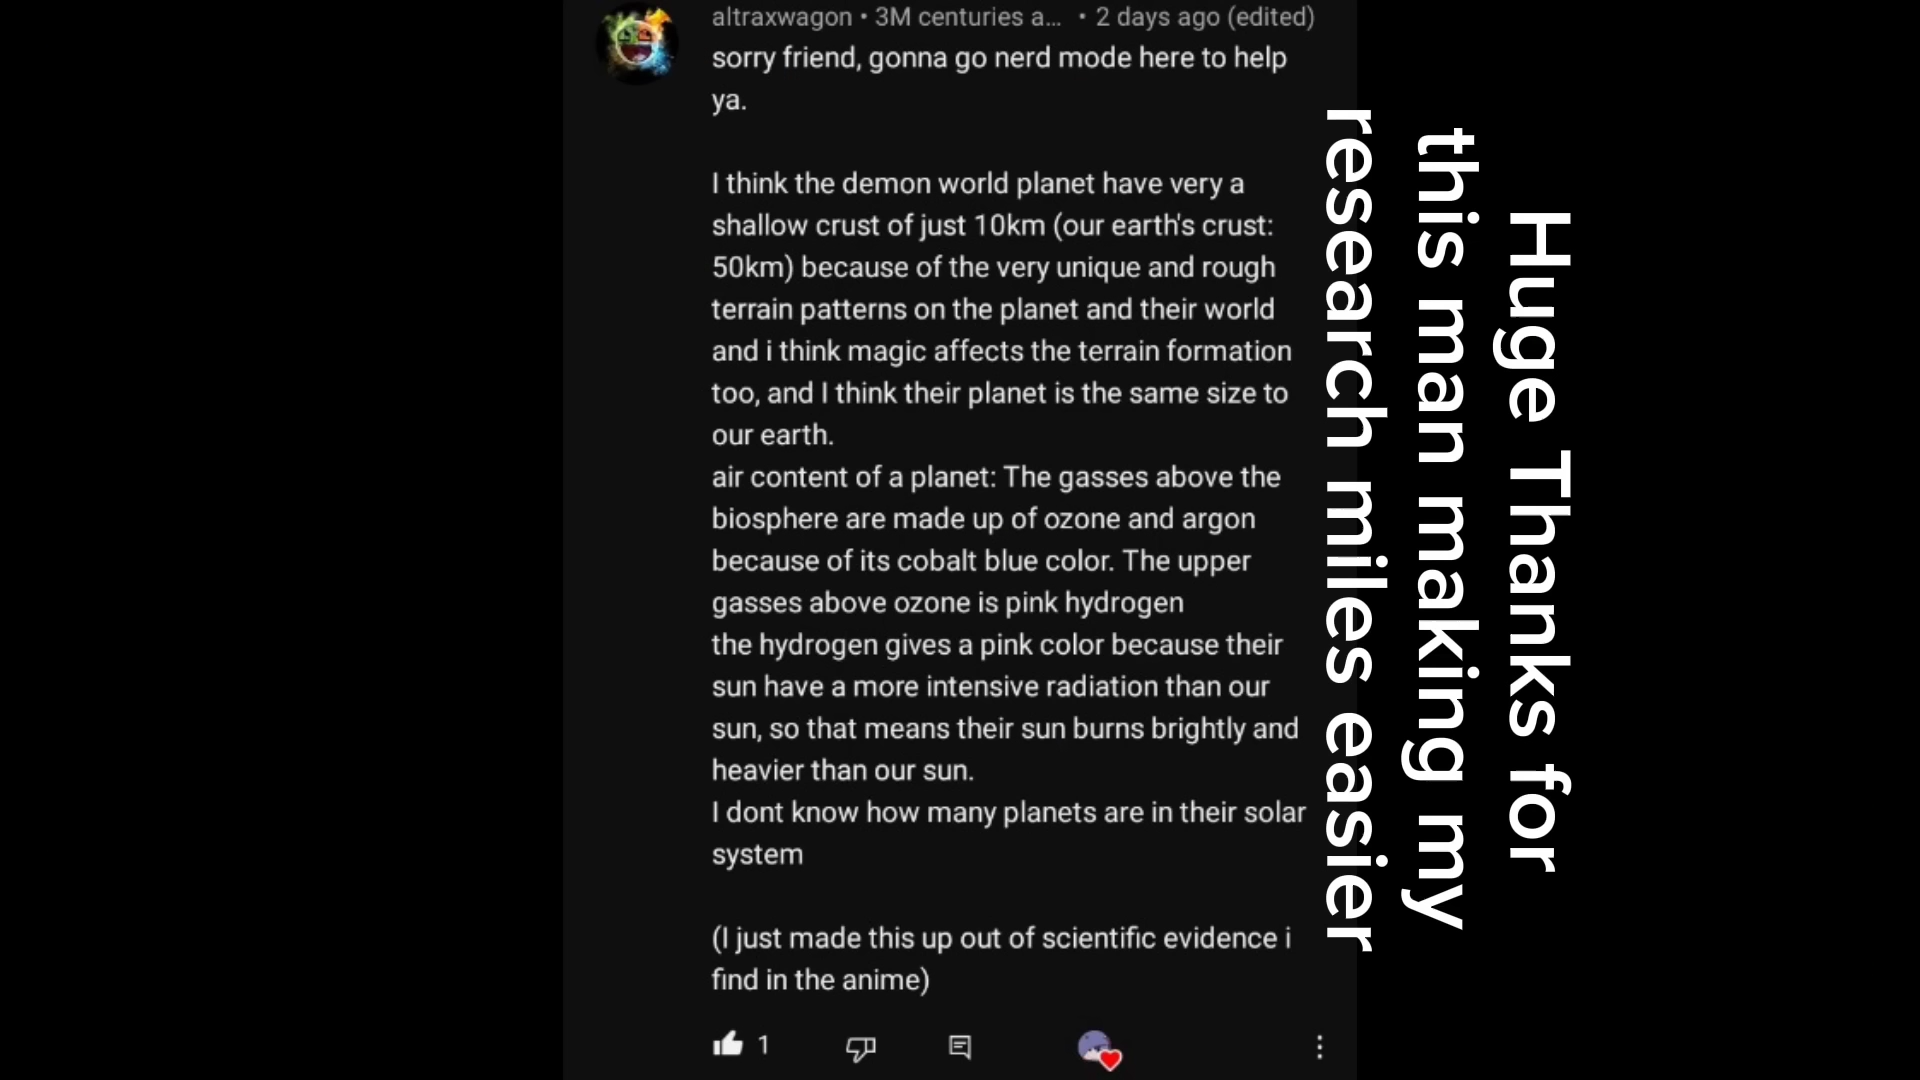 altraxwagon • 3M centuries a... • 2 days ago (edited)
sorry friend, gonna go nerd mode here to help
ya.
I think the demon world planet have very a
shallow crust of just 10km (our earth's crust:
50km) because of the very unique and rough
terrain patterns on the planet and their world
and i think magic affects the terrain formation
too, and I think their planet is the same size to
our earth.
air content of a planet: The gasses above the
biosphere are made up of ozone and argon
because of its cobalt blue color. The upper
gasses above ozone is pink hydrogen
the hydrogen gives a pink color because their
sun have a more intensive radiation than our
sun, so that means their sun burns brightly and
heavier than our sun.
I dont know how many planets are in their solar
system
(I just made this up out of scientific evidence i
find in the anime)
1
Huge Thanks for
this man making my
research miles easier